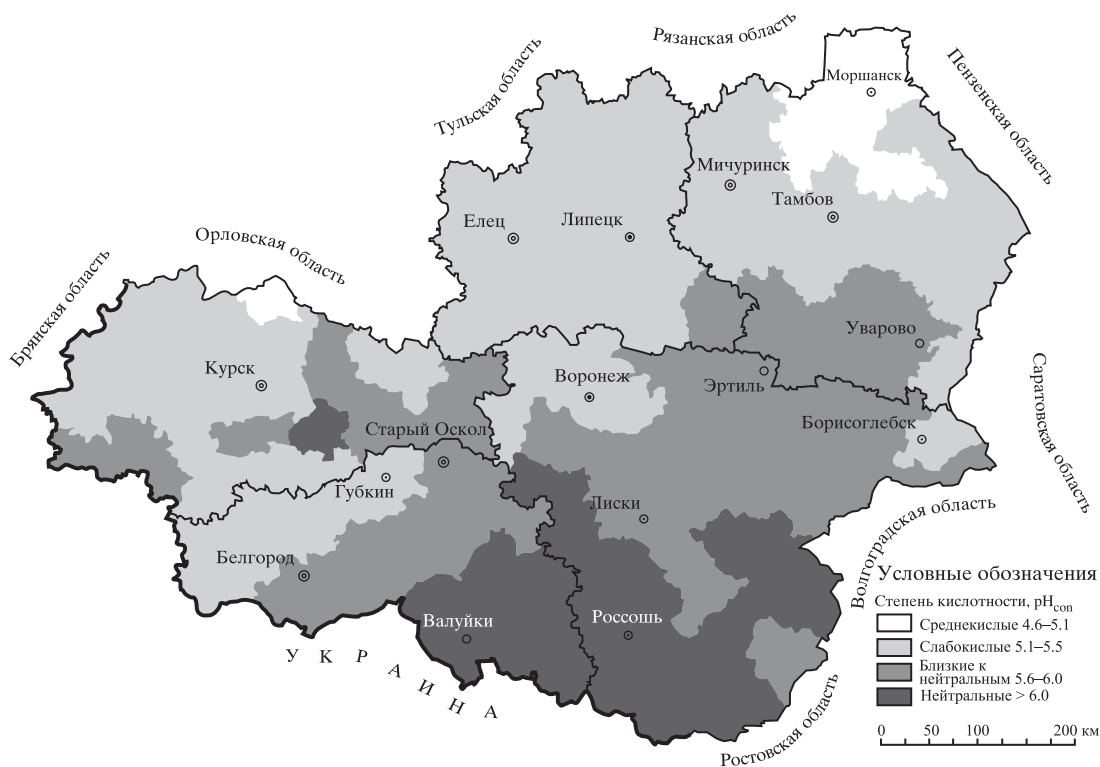 Рязанская область
Тульская область
Пензенская область
Моршанск
Мичуринск
Тамбов
Елец
Липецк
Орловская область
Брянская область
Уварово
Курск
Воронеж
Эртиль
Саратовская область
Старый Оскол
Борисоглебск
Губкин
Лиски
Волгоградская область
Белгород
Валуйки
Россошь
УКРАИНА
Ростовская область
Условные обозначения
Степень кислотности, pHcon
Среднекислые 4.6–5.1
Слабокислые 5.1–5.5
Близкие к
нейтральным 5.6–6.0
Нейтральные > 6.0
0 50 100 200 км